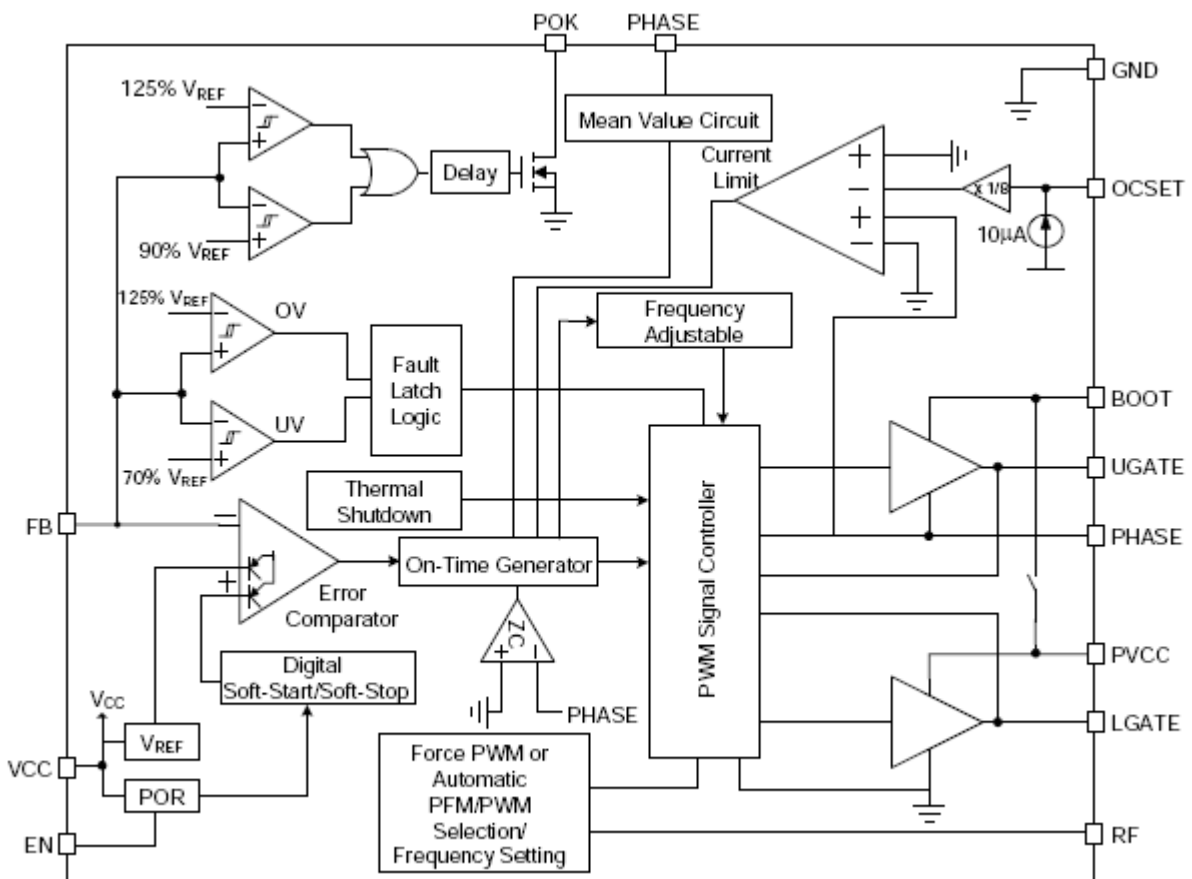 POK
PHASE
GND
125% VREF
−
+
Mean Value Circuit
Current
Limit
+
−
+
−
x 1/8
OCSET
10µA
Delay
−
+
90% VREF
125% VREF
OV
−
+
Frequency
Adjustable
Fault
Latch
Logic
BOOT
UV
−
+
70% VREF
UGATE
Thermal
Shutdown
FB
−
+
PHASE
On-Time Generator
Error
Comparator
PWM Signal Controller
ZC
+
−
Digital
Soft-Start/Soft-Stop
PVCC
VCC
PHASE
LGATE
VREF
VCC
Force PWM or
Automatic
PFM/PWM
Selection/
Frequency Setting
POR
EN
RF